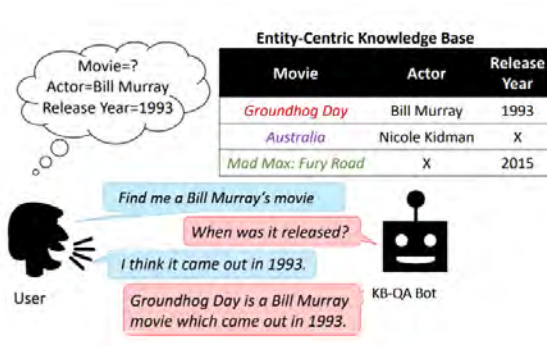 Movie=?
Actor=Bill Murray
Release Year=1993
Entity-Centric Knowledge Base
Movie Actor Release Year
Groundhog Day Bill Murray 1993
Australia Nicole Kidman X
Mad Max: Fury Road X 2015
Find me a Bill Murray's movie
When was it released?
I think it came out in 1993.
User
KB-QA Bot
Groundhog Day is a Bill Murray
movie which came out in 1993.